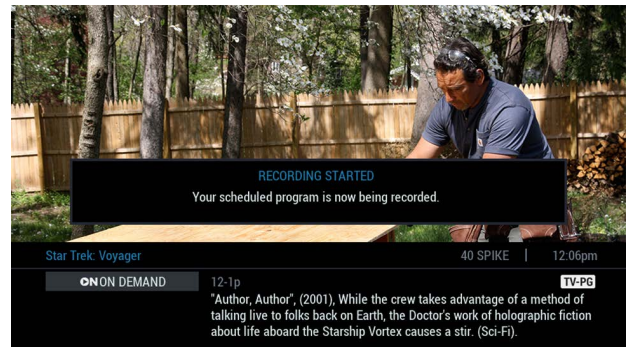 RECORDING STARTED
Your scheduled program is now being recorded.
Star Trek: Voyager 40 SPIKE | 12:06pm
ON ON DEMAND 12-1p TV-PG
"Author, Author", (2001), While the crew takes advantage of a method of
talking live to folks back on Earth, the Doctor's work of holographic fiction
about life aboard the Starship Vortex causes a stir. (Sci-Fi).